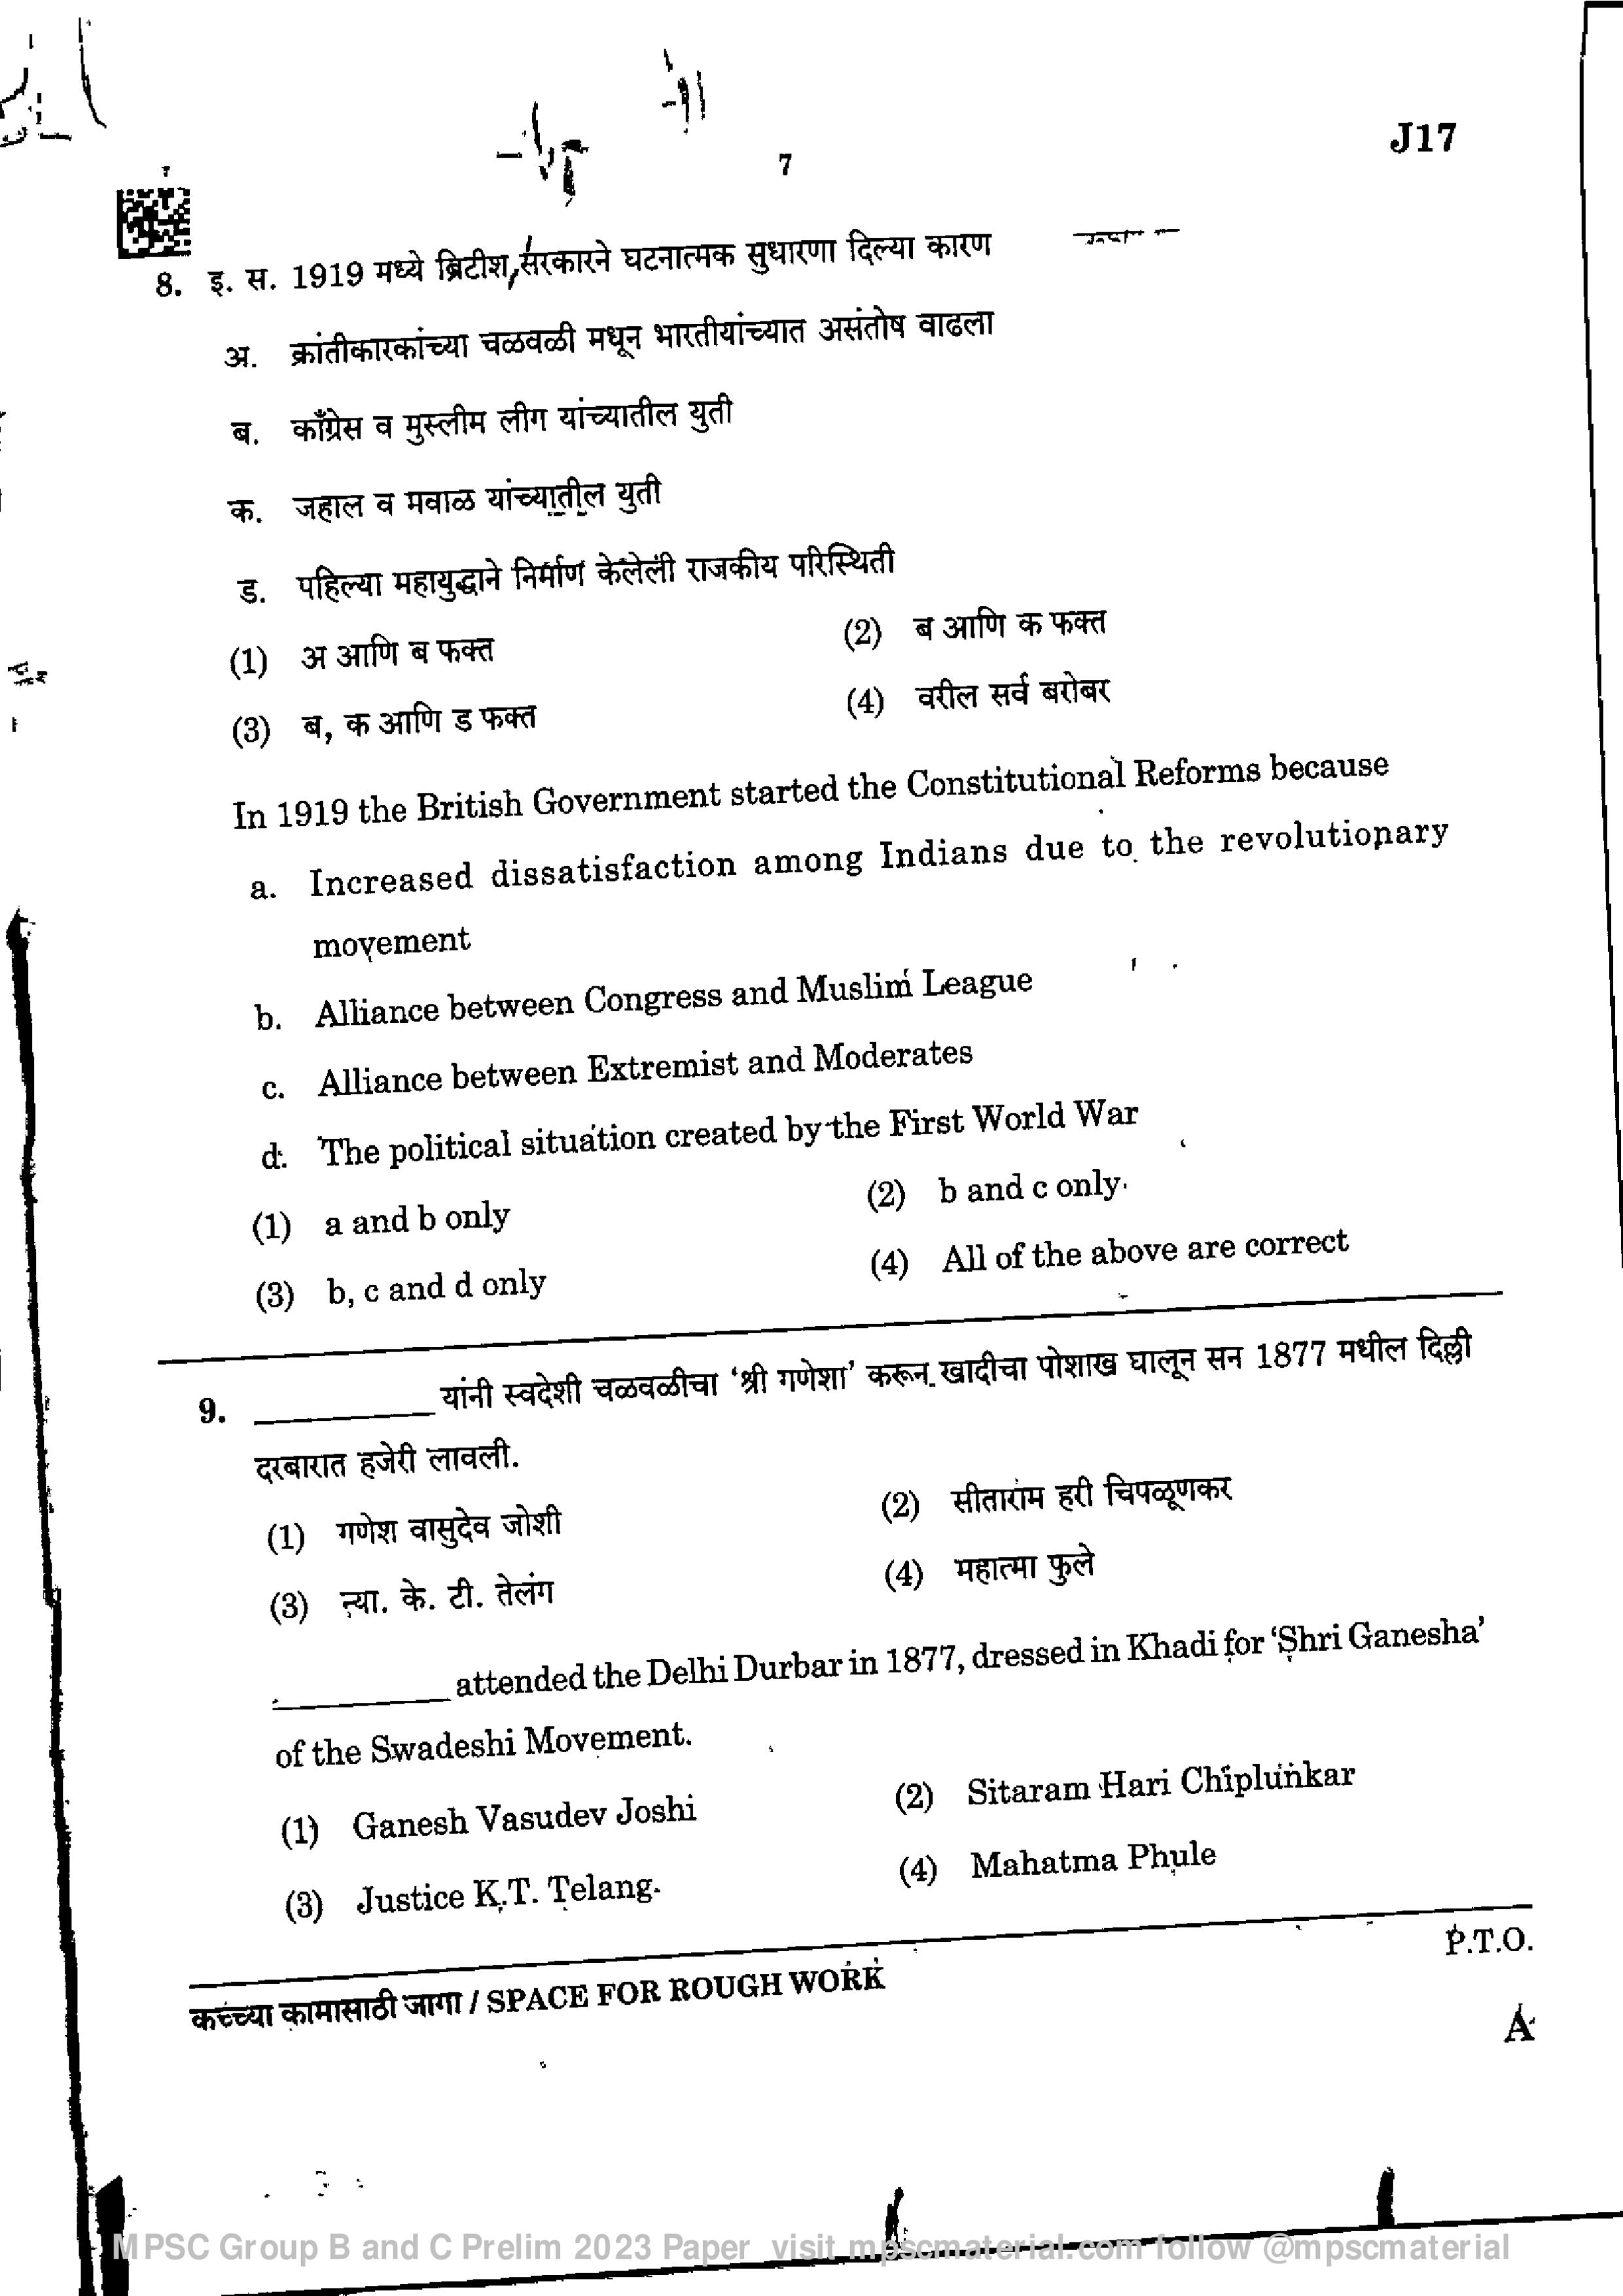 J17
7
8. इ. स. 1919 मध्ये ब्रिटीश सरकारने घटनात्मक सुधारणा दिल्या कारण
अ. क्रांतीकारकांच्या चळवळी मधून भारतीयांच्यात असंतोष वाढला
ब. काँग्रेस व मुस्लीम लीग यांच्यातील युती
क. जहाल व मवाळ यांच्यातील युती
ड. पहिल्या महायुद्धाने निर्माण केलेली राजकीय परिस्थिती
(1) अ आणि ब फक्त (2) ब आणि क फक्त
(3) ब, क आणि ड फक्त (4) वरील सर्व बरोबर
In 1919 the British Government started the Constitutional Reforms because
a. Increased dissatisfaction among Indians due to the revolutionary
movement
b. Alliance between Congress and Muslim League
c. Alliance between Extremist and Moderates
d. The political situation created by the First World War
(1) a and b only (2) b and c only.
(3) b, c and d only (4) All of the above are correct
9. __________ यांनी स्वदेशी चळवळीचा ‘श्री गणेशा’ करून खादीचा पोशाख घालून सन 1877 मधील दिल्ली
दरबारात हजेरी लावली.
(1) गणेश वासुदेव जोशी (2) सीताराम हरी चिपळूणकर
(3) न्या. के. टी. तेलंग (4) महात्मा फुले
__________ attended the Delhi Durbar in 1877, dressed in Khadi for ‘Shri Ganesha’
of the Swadeshi Movement.
(1) Ganesh Vasudev Joshi (2) Sitaram Hari Chiplunkar
(3) Justice K.T. Telang. (4) Mahatma Phule
P.T.O.
कच्च्या कामासाठी जागा / SPACE FOR ROUGH WORK
A
MPSC Group B and C Prelim 2023 Paper visit mpscmaterial.com follow @mpscmaterial